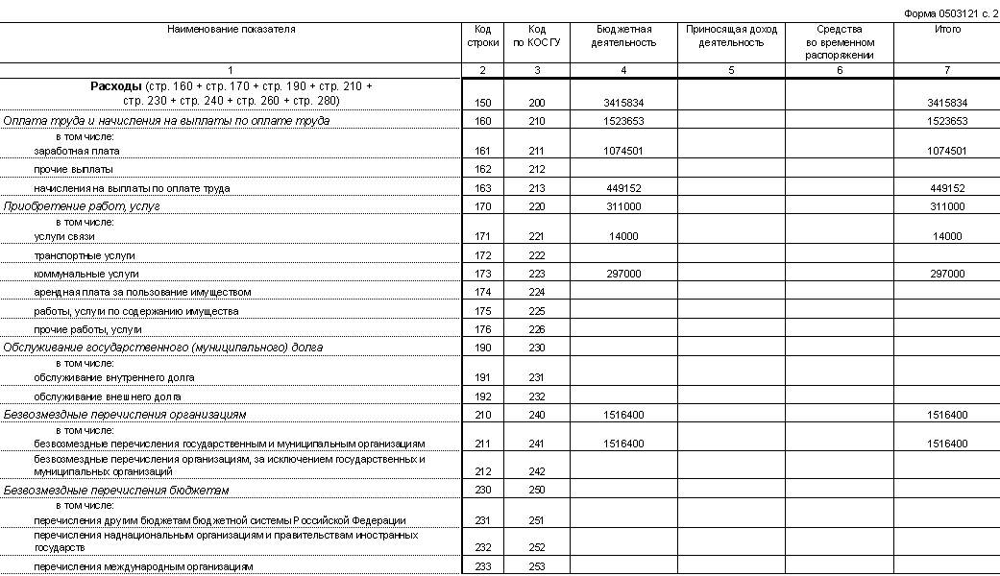 Форма 0503121 с. 2
Наименование показателя Код строки Код по КОСГУ Бюджетная деятельность Приносящая доход деятельность Средства во временном распоряжении Итого
1 2 3 4 5 6 7
Расходы (стр. 160 + стр. 170 + стр. 190 + стр. 210 +
стр. 230 + стр. 240 + стр. 260 + стр. 280) 150 200 3415834 3415834
Оплата труда и начисления на выплаты по оплате труда 160 210 1523653 1523653
в том числе:
заработная плата 161 211 1074501 1074501
прочие выплаты 162 212
начисления на выплаты по оплате труда 163 213 449152 449152
Приобретение работ, услуг 170 220 311000 311000
в том числе:
услуги связи 171 221 14000 14000
транспортные услуги 172 222
коммунальные услуги 173 223 297000 297000
арендная плата за пользование имуществом 174 224
работы, услуги по содержанию имущества 175 225
прочие работы, услуги 176 226
Обслуживание государственного (муниципального) долга 190 230
в том числе:
обслуживание внутреннего долга 191 231
обслуживание внешнего долга 192 232
Безвозмездные перечисления организациям 210 240 1516400 1516400
в том числе:
безвозмездные перечисления государственным и муниципальным организациям 211 241 1516400 1516400
безвозмездные перечисления организациям, за исключением государственных и
муниципальных организаций 212 242
Безвозмездные перечисления бюджетам 230 250
в том числе:
перечисления другим бюджетам бюджетной системы Российской Федерации 231 251
перечисления наднациональным организациям и правительствам иностранных
государств 232 252
перечисления международным организациям 233 253